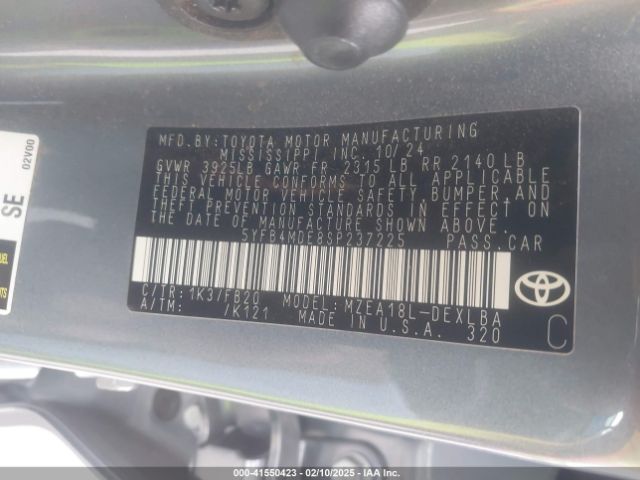 MFD.BY:TOYOTA MOTOR MANUFACTURING
MISSISSIPPI, INC. 10/24
GVWR 3925LB GAWR FR 2315 LB RR 2140 LB
THIS VEHICLE CONFORMS TO ALL APPLICABLE
FEDERAL MOTOR VEHICLE SAFETY, BUMPER, AND
THEFT PREVENTION STANDARDS IN EFFECT ON
THE DATE OF MANUFACTURE SHOWN ABOVE.
5YFB4MDE8SP237225 PASS.CAR
C/TR: 1K3/FB20 MODEL: MZEA18L-DEXLBA
A/TM: /K121 MADE IN U.S.A. 320
C
TOYOTA
02V00
SE
000-41550423 - 02/10/2025 - IAA Inc.